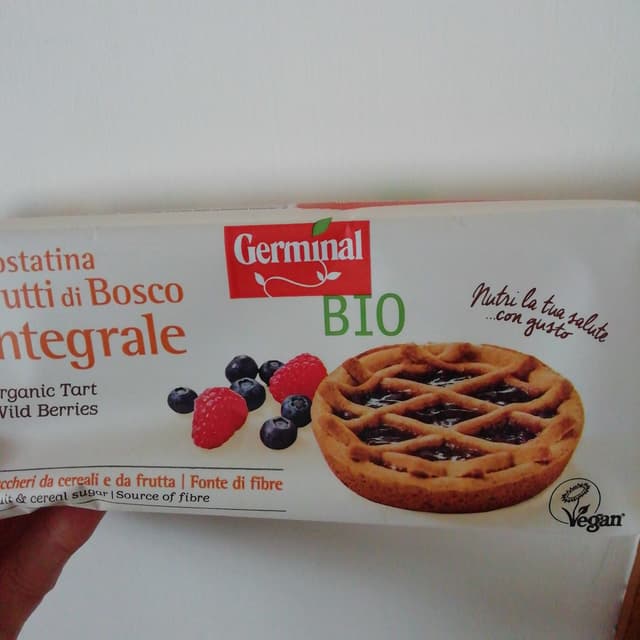 Germinal
BIO
ostatina
rutti di Bosco
ntegrale
rganic Tart
Wild Berries
Nutri la tua salute
...con gusto
ccheri da cereali e da frutta | Fonte di fibre
uit & cereal sugar | Source of fibre
Vegan